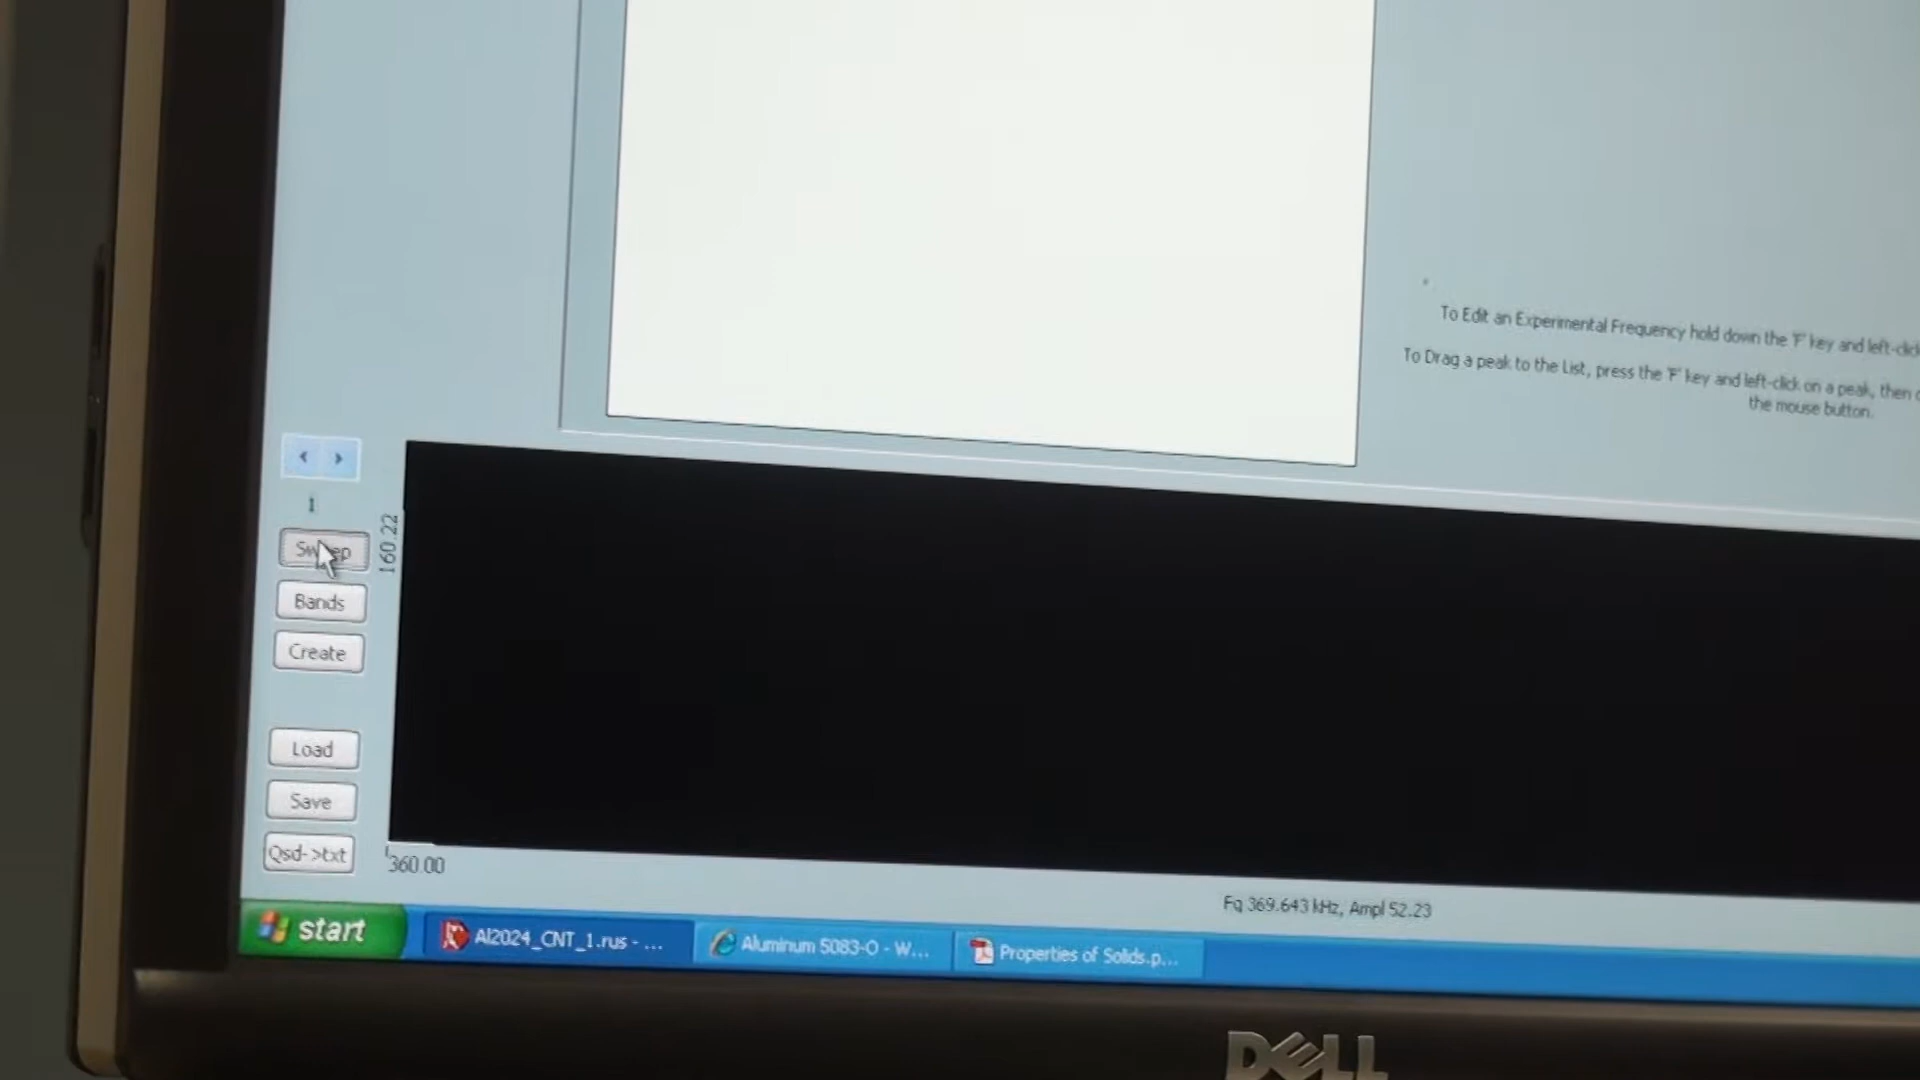 To Edit an Experimental Frequency hold down the 'F' key and left-click
To Drag a peak to the List, press the 'F' key and left-click on a peak, then
the mouse button.
1
Sweep
160.22
Bands
Create
Load
Save
Qsd->txt
360.00
Fq 369.643 kHz, Ampl 52.23
start
Al2024_CNT_1.rus - ...
Aluminum 5083-O - W...
Properties of Solids.p...
DELL